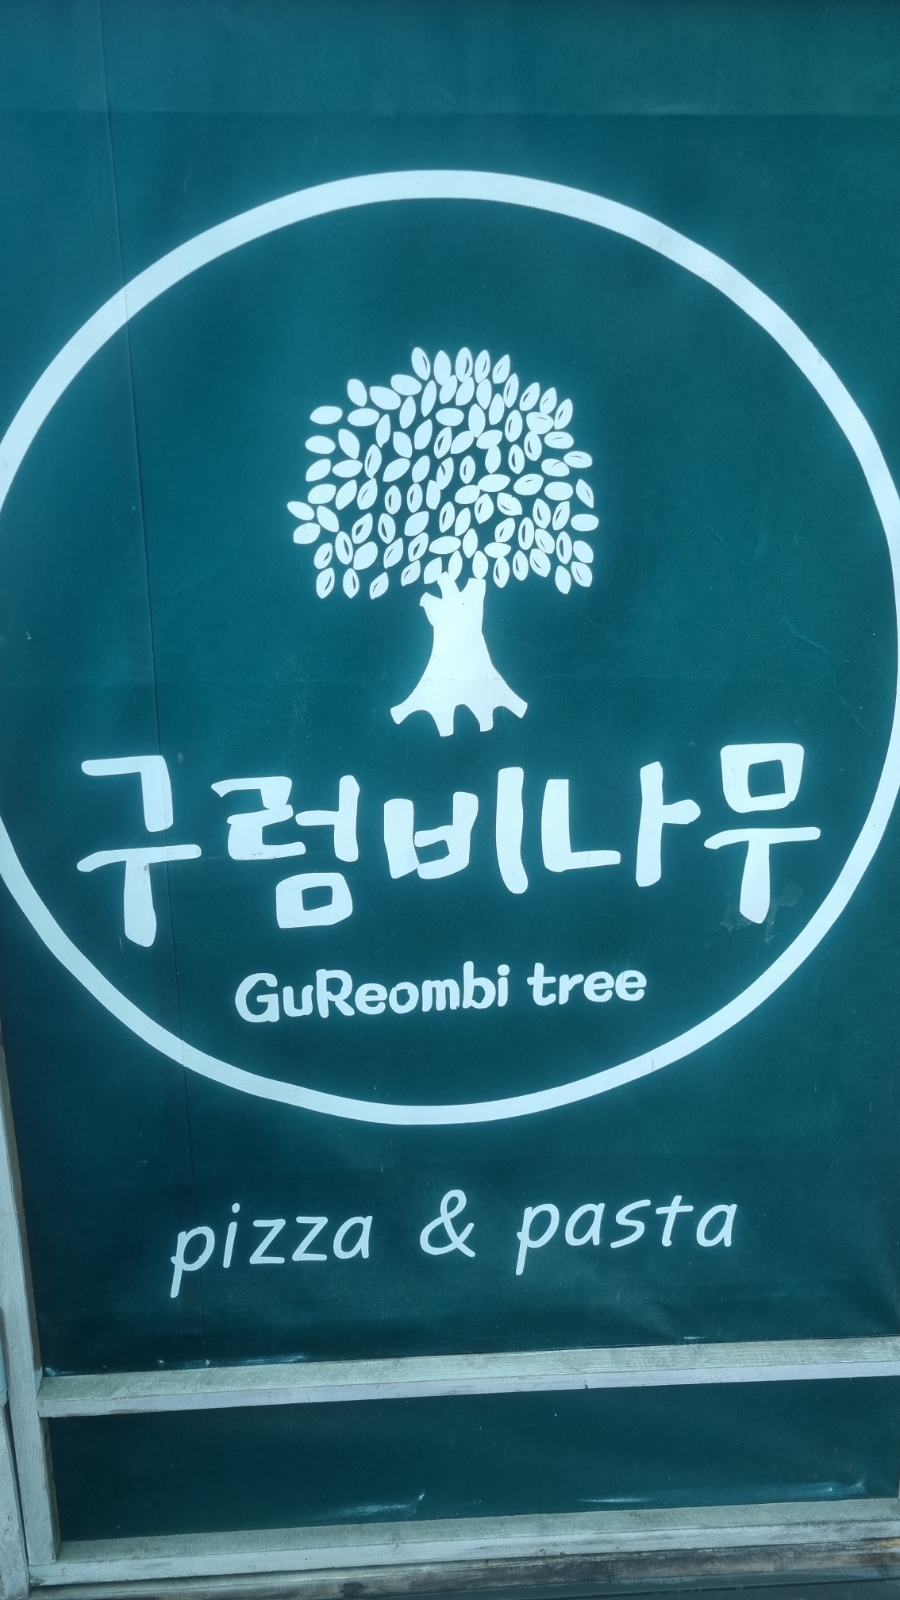 구럼비나무
GuReombi tree
pizza & pasta